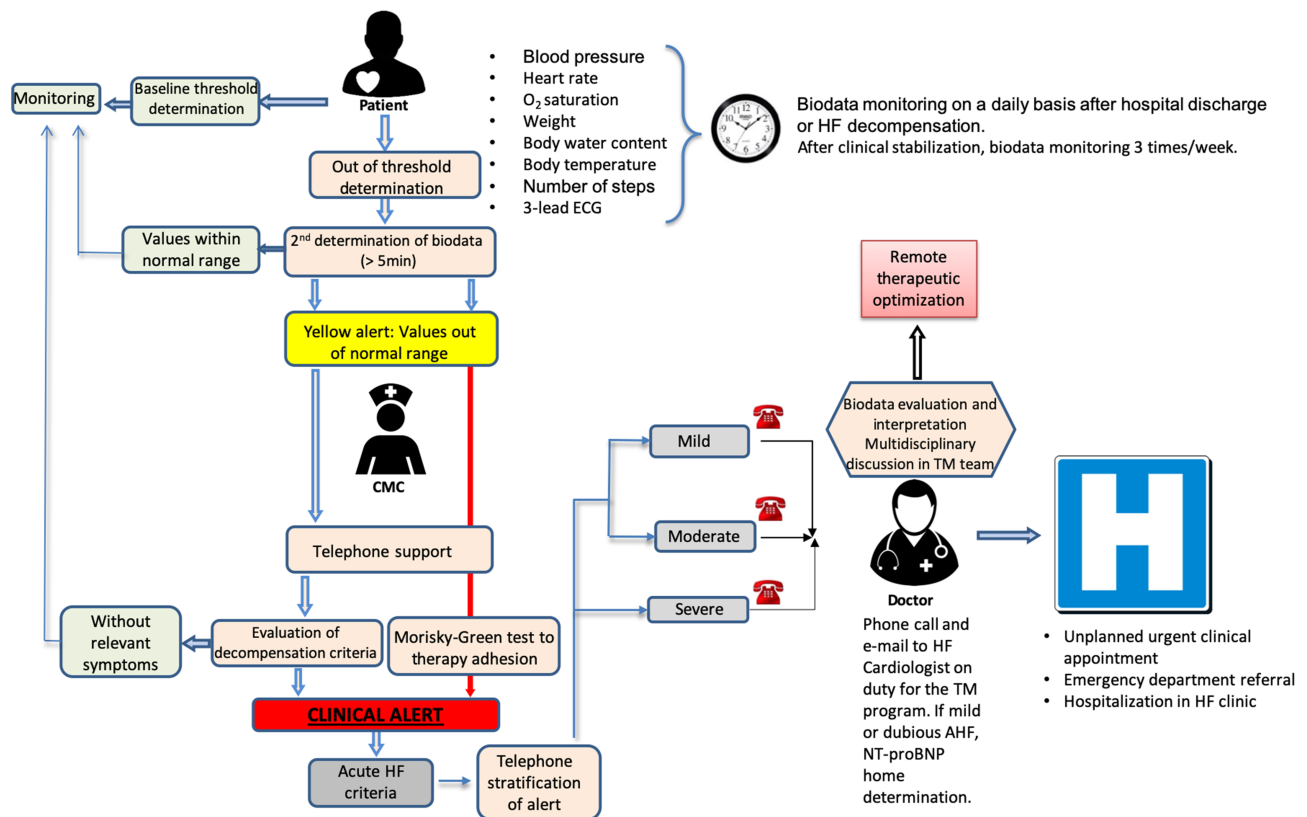 Patient
Monitoring
Baseline threshold
determination
• Blood pressure
• Heart rate
• O₂ saturation
• Weight
• Body water content
• Body temperature
• Number of steps
• 3-lead ECG
Biodata monitoring on a daily basis after hospital discharge
or HF decompensation.
After clinical stabilization, biodata monitoring 3 times/week.
Out of threshold
determination
Values within
normal range
2nd determination of biodata
(> 5min)
Yellow alert: Values out
of normal range
CMC
Telephone support
Without
relevant
symptoms
Evaluation of
decompensation criteria
Morisky-Green test to
therapy adhesion
CLINICAL ALERT
Acute HF
criteria
Telephone
stratification
of alert
Mild
Moderate
Severe
Remote
therapeutic
optimization
Biodata evaluation and
interpretation
Multidisciplinary
discussion in TM team
Doctor
Phone call and
e-mail to HF
Cardiologist on
duty for the TM
program. If mild
or dubious AHF,
NT-proBNP
home
determination.
H
• Unplanned urgent clinical
appointment
• Emergency department referral
• Hospitalization in HF clinic